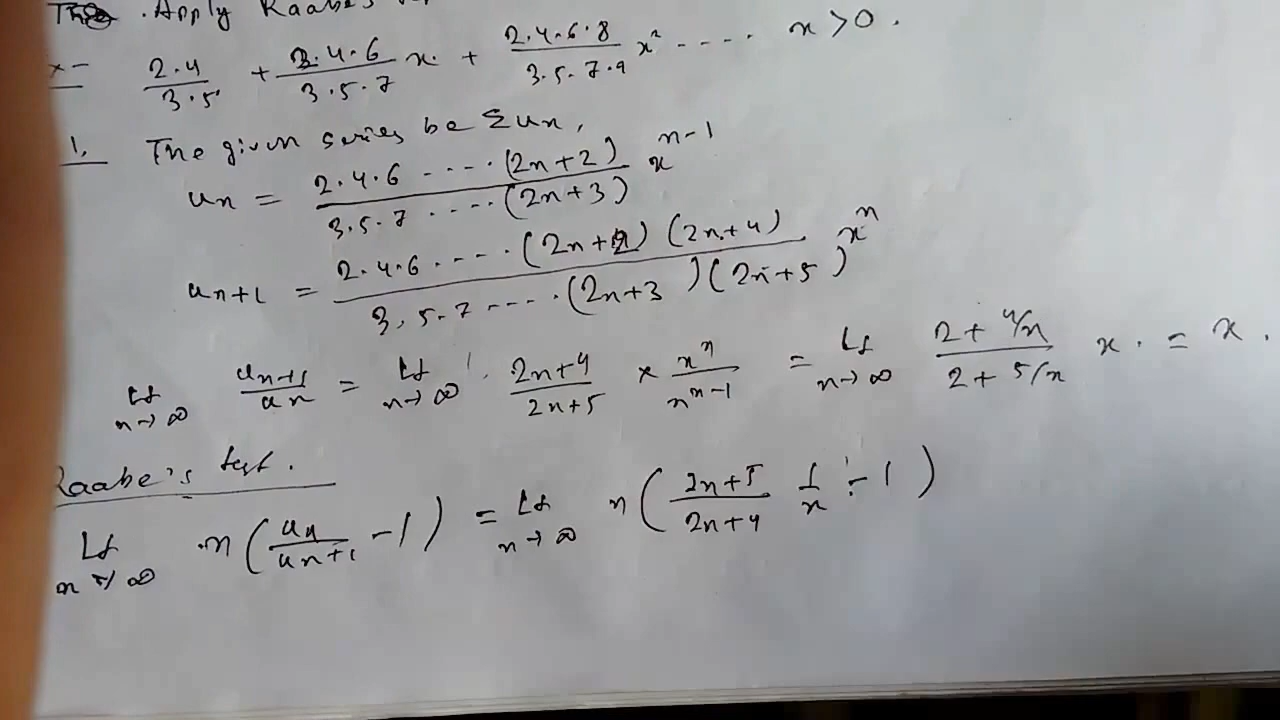 Apply Raabe's
2.4/3.5 + 2.4.6/3.5.7 x + 2.4.6.8/3.5.7.9 x² .... x > 0.
1. The given series be Σun,
un = 2.4.6 .... (2n+2)/3.5.7 .... (2n+3) x^(n-1)
un+1 = 2.4.6 .... (2n+2) (2n+4)/3.5.7 .... (2n+3)(2n+5) x^n
Lt n→∞ un+1/un = Lt n→∞ 2n+4/2n+5 × x^n/x^(n-1) = Lt n→∞ 2+4/n/2+5/n x. = x.
Raabe's test.
Lt n→∞ n(un/un+1 - 1) = Lt n→∞ n(2n+5/2n+4 1/x - 1)